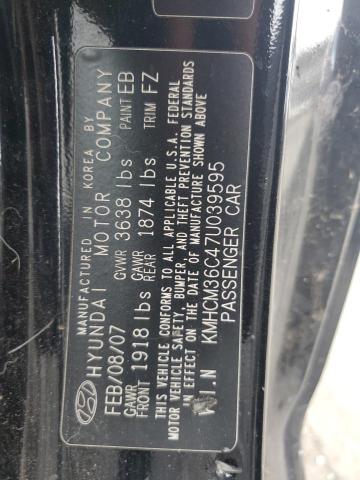 MANUFACTURED IN KOREA BY
HYUNDAI MOTOR COMPANY
FEB/08/07 GVWR 3638 lbs PAINT EB
GAWR FRONT 1918 lbs GAWR REAR 1874 lbs TRIM FZ
THIS VEHICLE CONFORMS TO ALL APPLICABLE U.S.A. FEDERAL
MOTOR VEHICLE SAFETY, BUMPER, AND THEFT PREVENTION STANDARDS
IN EFFECT ON THE DATE OF MANUFACTURE SHOWN ABOVE
V.I.N KMHCM36C47U039595
PASSENGER CAR